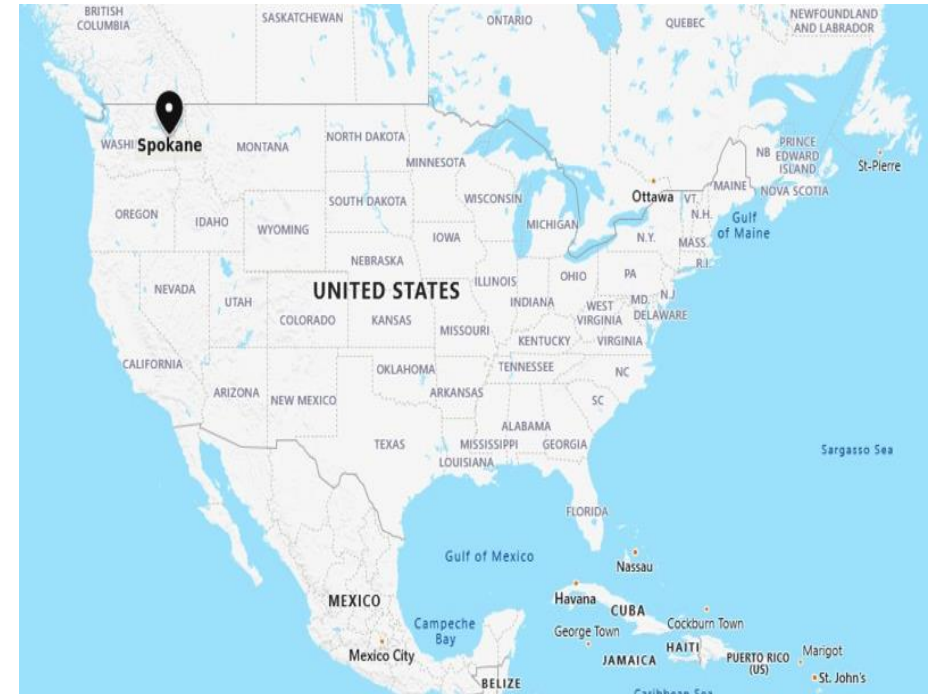 BRITISH
COLUMBIA
SASKATCHEWAN
ONTARIO
QUEBEC
NEWFOUNDLAND
AND LABRADOR
WASHI
Spokane
MONTANA
NORTH DAKOTA
MINNESOTA
Ottawa
VT.
MAINE
NB
PRINCE
EDWARD
ISLAND
NOVA SCOTIA
St-Pierre
OREGON
IDAHO
WYOMING
SOUTH DAKOTA
WISCONSIN
MICHIGAN
N.H.
Gulf
of Maine
IOWA
N.Y.
MASS.
R.I.
NEBRASKA
NEVADA
UTAH
UNITED STATES
ILLINOIS
INDIANA
OHIO
PA
N.J
COLORADO
KANSAS
MISSOURI
WEST
VIRGINIA
MD.
DELAWARE
KENTUCKY
VIRGINIA
CALIFORNIA
ARIZONA
NEW MEXICO
OKLAHOMA
ARKANSAS
TENNESSEE
NC
SC
TEXAS
MISSISSIPPI
ALABAMA
GEORGIA
LOUISIANA
Sargasso Sea
FLORIDA
Gulf of Mexico
Nassau
MEXICO
Havana
CUBA
Campeche
Bay
George Town
Cockburn Town
Mexico City
JAMAICA
HAITI
PUERTO RICO
(US)
Marigot
St. John's
BELIZE
Caribbean Sea